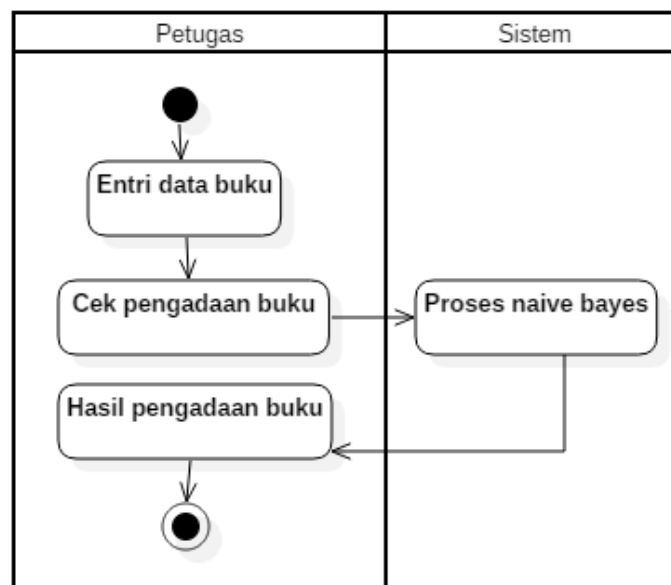 Petugas
Sistem
Entri data buku
Cek pengadaan buku
Proses naive bayes
Hasil pengadaan buku